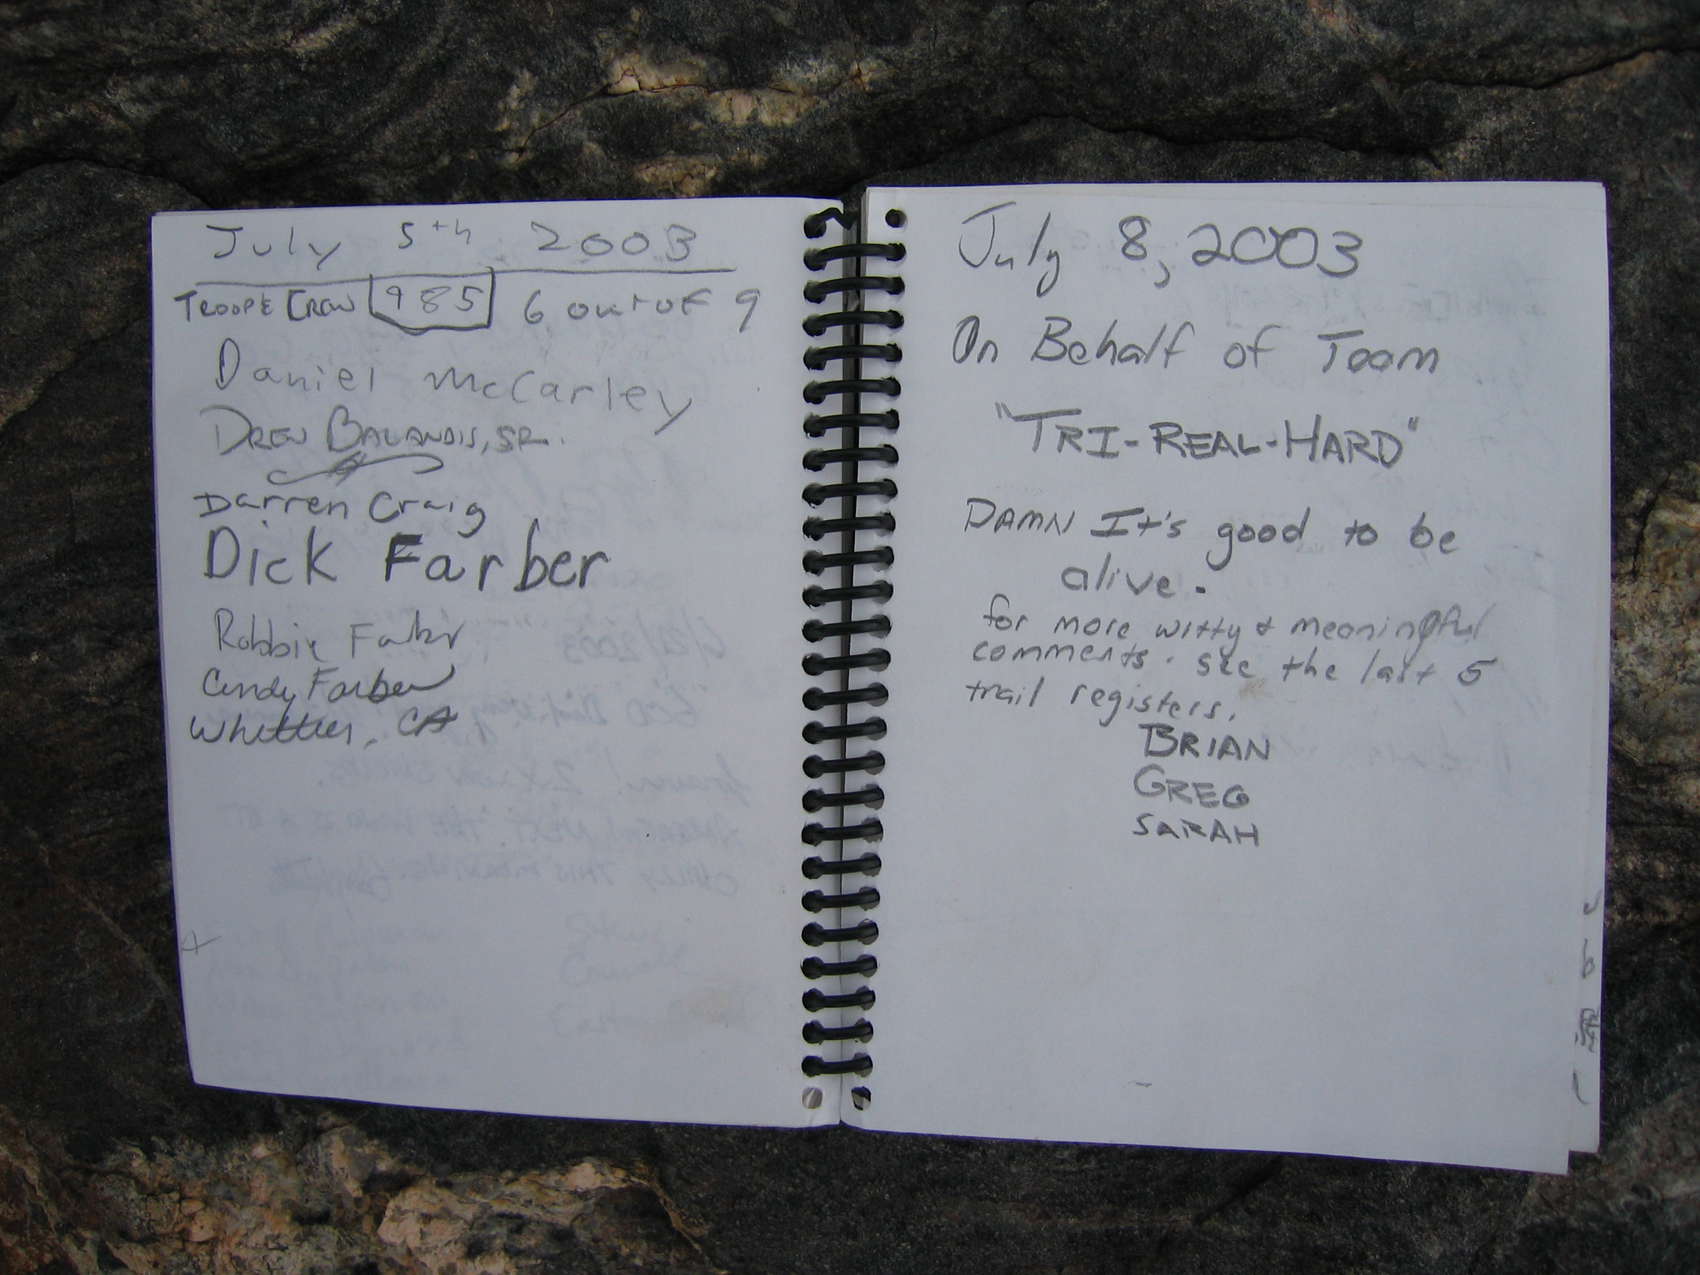 July 5th 2003
TROOP & CREW 985 6 out of 9
Daniel McCarley
DREW BALANDIS, SR.
Darren Craig
Dick Farber
Robbie Farber
Cindy Farber
Whittier, CA
July 8, 2003
On Behalf of Team
"TRI-REAL-HARD"
DAMN It's good to be
alive.
for more witty & meaningful
comments. see the last 5
trail registers.
BRIAN
GREG
SARAH